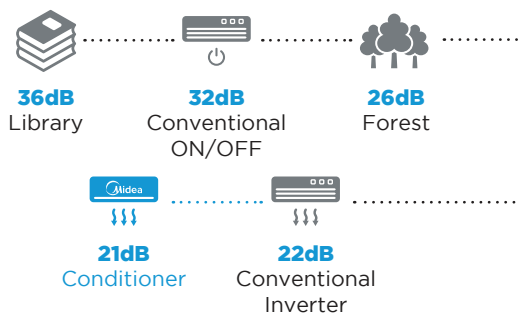 36dB
Library
32dB
Conventional
ON/OFF
26dB
Forest
Midea
21dB
Conditioner
22dB
Conventional
Inverter